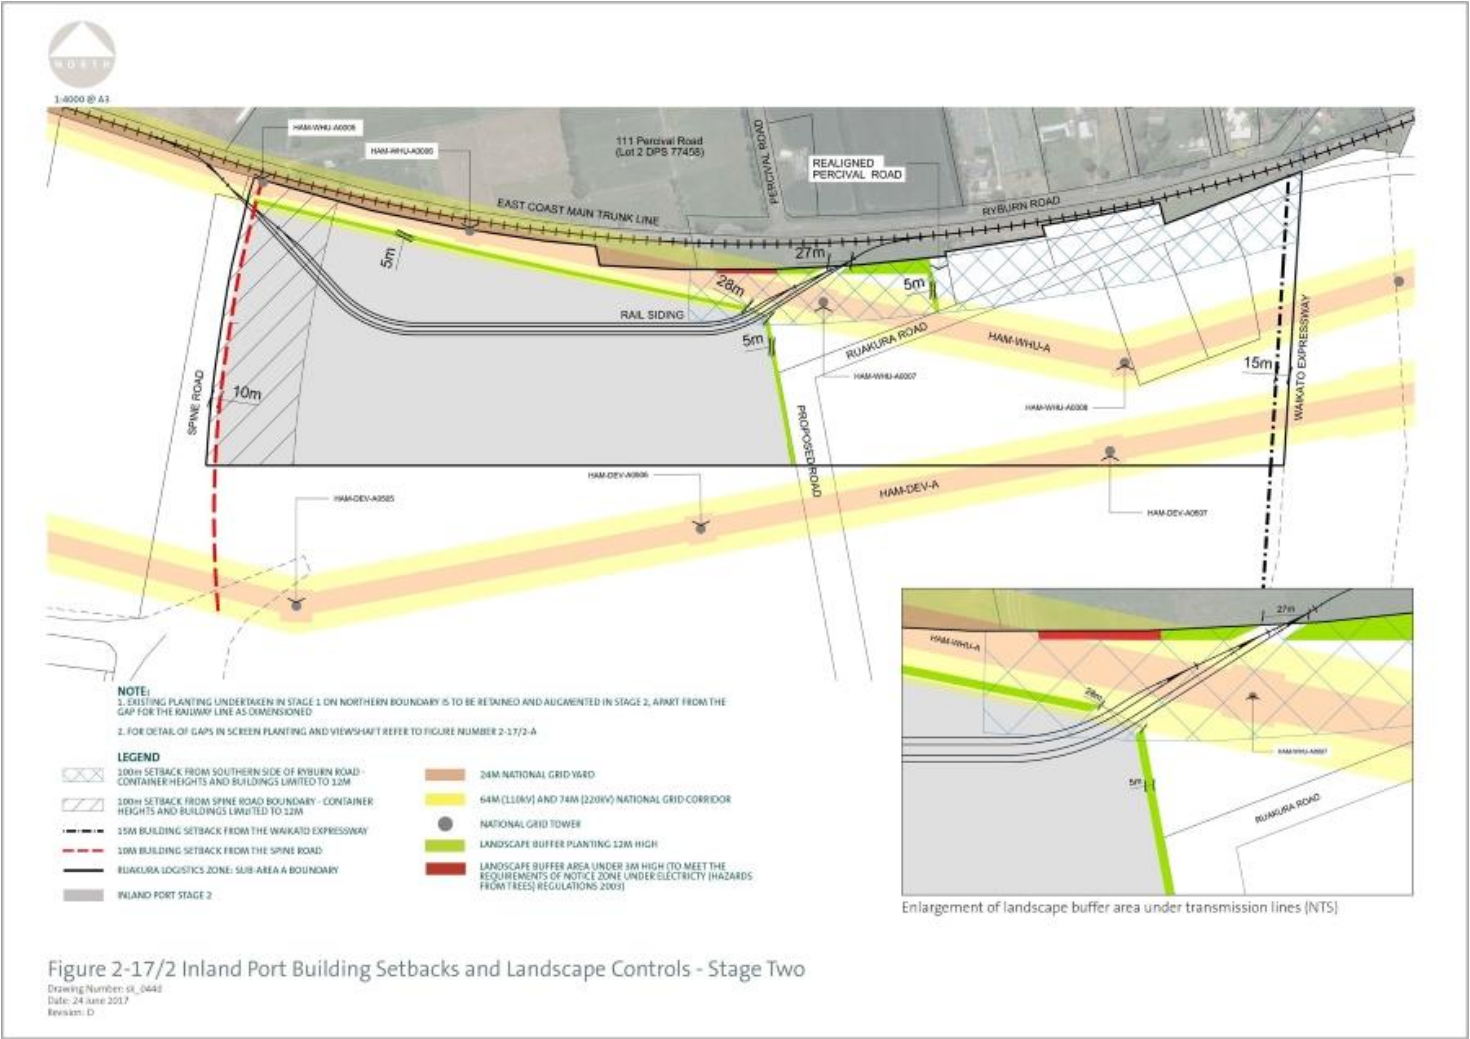 NORTH
1:4000 @ A3
HAM-WHU-A0005
HAM-WHU-A0006
111 Percival Road
(Lot 2 DPS 77458)
PERCIVAL ROAD
REALIGNED
PERCIVAL ROAD
EAST COAST MAIN TRUNK LINE
RYBURN ROAD
5m
27m
28m
5m
RAIL SIDING
5m
RUAKURA ROAD
HAM-WHU-A
HAM-WHU-A0007
15m
WAIKATO EXPRESSWAY
SPINE ROAD
10m
HAM-WHU-A0008
PROPOSED ROAD
HAM-DEV-A0506
HAM-DEV-A
HAM-DEV-A0505
HAM-DEV-A0507
27m
HAM-WHU-A
28m
HAM-WHU-A0007
5m
RUAKURA ROAD
Enlargement of landscape buffer area under transmission lines (NTS)
NOTE:
1. EXISTING PLANTING UNDERTAKEN IN STAGE 1 ON NORTHERN BOUNDARY IS TO BE RETAINED AND AUGMENTED IN STAGE 2, APART FROM THE
GAP FOR THE RAILWAY LINE AS DIMENSIONED
2. FOR DETAIL OF GAPS IN SCREEN PLANTING AND VIEWSHAFT REFER TO FIGURE NUMBER 2-17/2-A
LEGEND
100m SETBACK FROM SOUTHERN SIDE OF RYBURN ROAD -
CONTAINER HEIGHTS AND BUILDINGS LIMITED TO 12M
100m SETBACK FROM SPINE ROAD BOUNDARY - CONTAINER
HEIGHTS AND BUILDINGS LIMITED TO 12M
15M BUILDING SETBACK FROM THE WAIKATO EXPRESSWAY
10M BUILDING SETBACK FROM THE SPINE ROAD
RUAKURA LOGISTICS ZONE: SUB-AREA A BOUNDARY
INLAND PORT STAGE 2
24M NATIONAL GRID YARD
64M (110kV) AND 74M (220kV) NATIONAL GRID CORRIDOR
NATIONAL GRID TOWER
LANDSCAPE BUFFER PLANTING 12M HIGH
LANDSCAPE BUFFER AREA UNDER 3M HIGH (TO MEET THE
REQUIREMENTS OF NOTICE ZONE UNDER ELECTRICTY (HAZARDS
FROM TREES) REGULATIONS 2003)
Figure 2-17/2 Inland Port Building Setbacks and Landscape Controls - Stage Two
Drawing Number: sk_044d
Date: 24 June 2017
Revision: D